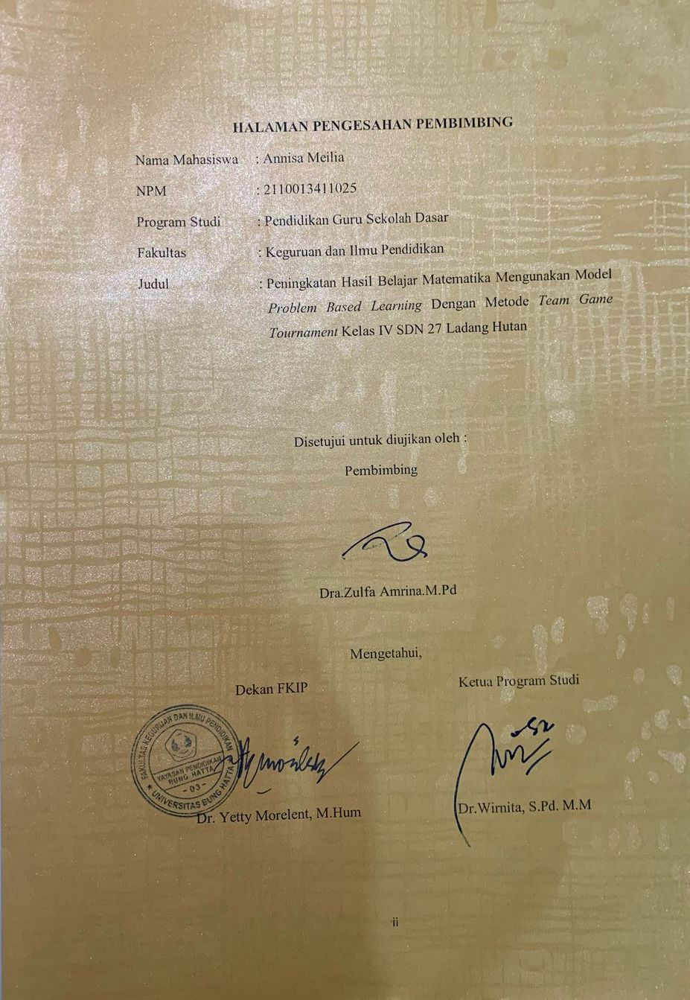 HALAMAN PENGESAHAN PEMBIMBING
Nama Mahasiswa : Annisa Meilia
NPM : 2110013411025
Program Studi : Pendidikan Guru Sekolah Dasar
Fakultas : Keguruan dan Ilmu Pendidikan
Judul : Peningkatan Hasil Belajar Matematika Mengunakan Model
Problem Based Learning Dengan Metode Team Game
Tournament Kelas IV SDN 27 Ladang Hutan
Disetujui untuk diujikan oleh :
Pembimbing
Dra.Zulfa Amrina.M.Pd
Mengetahui,
Dekan FKIP
Ketua Program Studi
FAKULTAS KEGURUAN DAN ILMU PENDIDIKAN
YAYASAN PENDIDIKAN
BUNG HATTA
- 03 -
★ UNIVERSITAS BUNG HATTA
Dr. Yetty Morelent, M.Hum
Dr.Wirnita, S.Pd. M.M
ii